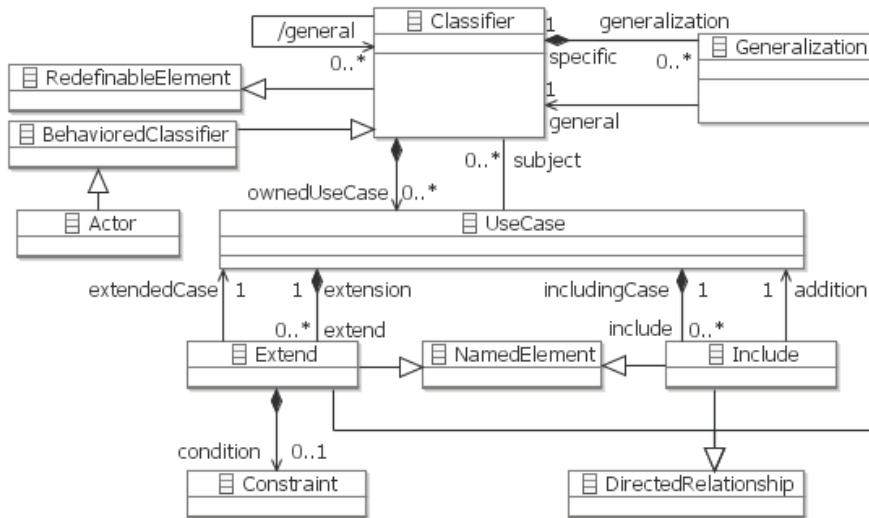 Classifier
1
generalization
/general
0..*
specific
0..*
Generalization
RedefinableElement
1
general
BehavioredClassifier
0..*
subject
ownedUseCase
0..*
Actor
UseCase
extendedCase
1
1
extension
includingCase
1
1
addition
0..*
extend
include
0..*
Extend
NamedElement
Include
condition
0..1
Constraint
DirectedRelationship